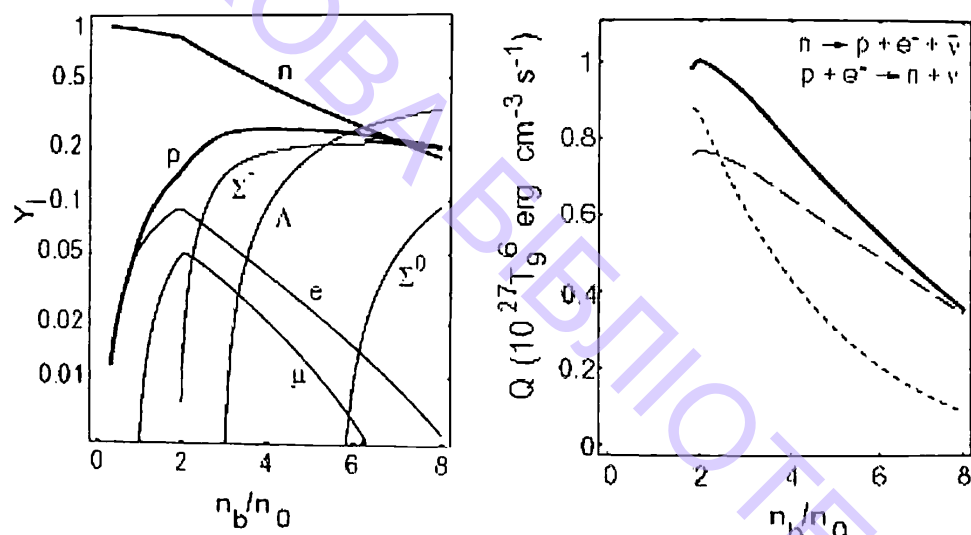 1
0.5
0.2
0.1
0.05
0.02
0.01
Y_i
n
p
Σ⁻
Λ
Σ⁰
e
μ
0 2 4 6 8
n_b/n_0
Q (10²⁷T₉⁶ erg cm⁻³ s⁻¹)
1
0.8
0.6
0.4
0.2
0
n → p + e⁻ + ν̄
p + e⁻ → n + ν
0 2 4 6 8
n_b/n_0
ОВА БІБЛІОТЕ